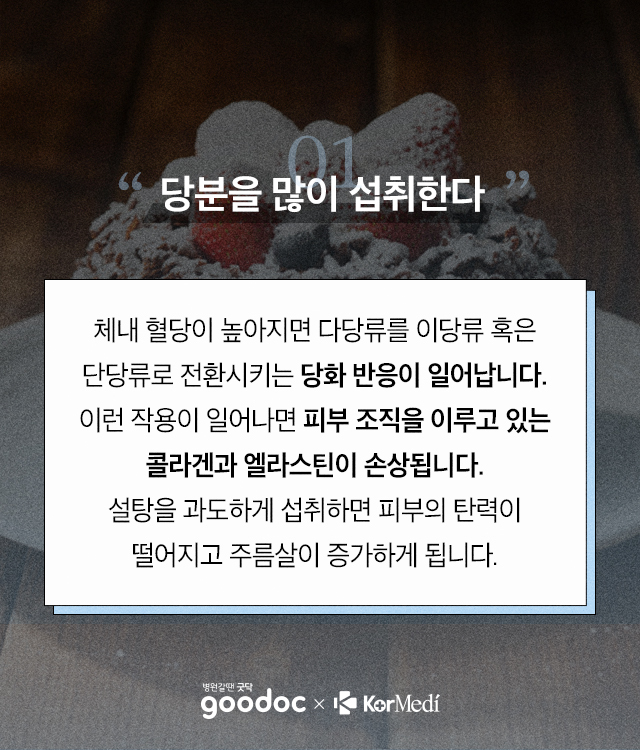 01
“ 당분을 많이 섭취한다 ”
체내 혈당이 높아지면 다당류를 이당류 혹은
단당류로 전환시키는 당화 반응이 일어납니다.
이런 작용이 일어나면 피부 조직을 이루고 있는
콜라겐과 엘라스틴이 손상됩니다.
설탕을 과도하게 섭취하면 피부의 탄력이
떨어지고 주름살이 증가하게 됩니다.
병원갈땐 굿닥
goodoc × KorMedi